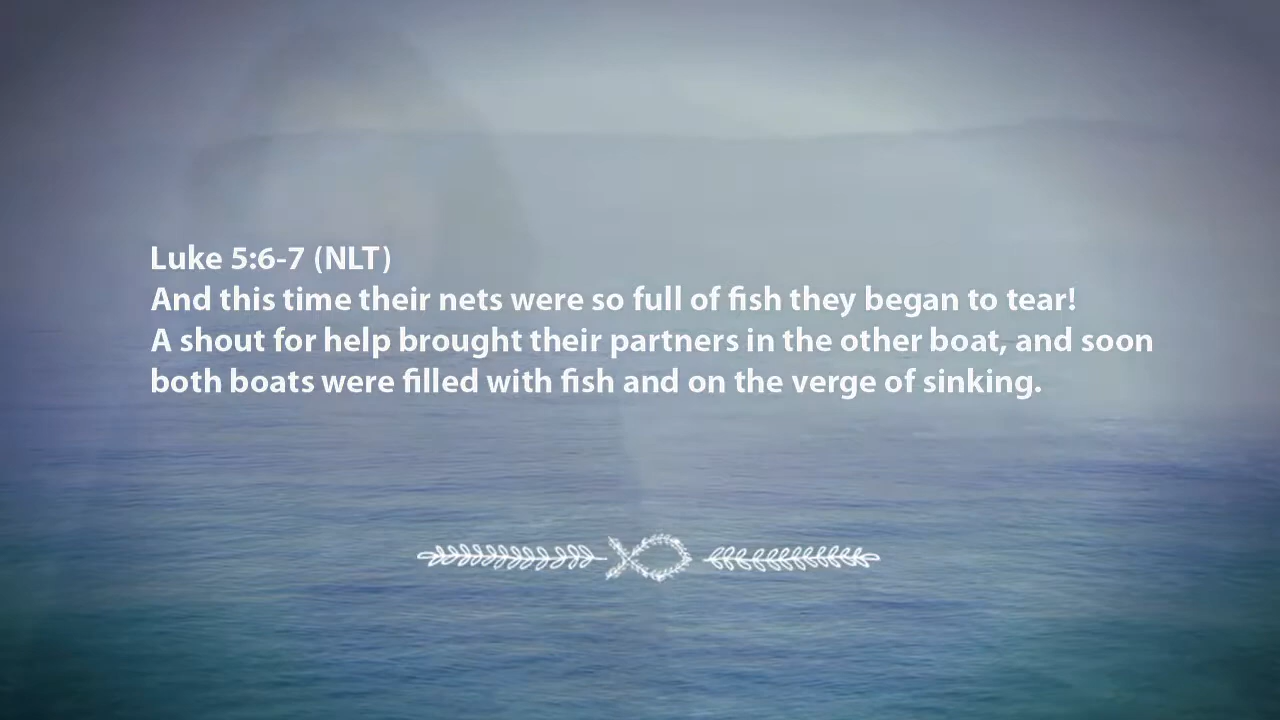 Luke 5:6-7 (NLT)
And this time their nets were so full of fish they began to tear!
A shout for help brought their partners in the other boat, and soon
both boats were filled with fish and on the verge of sinking.